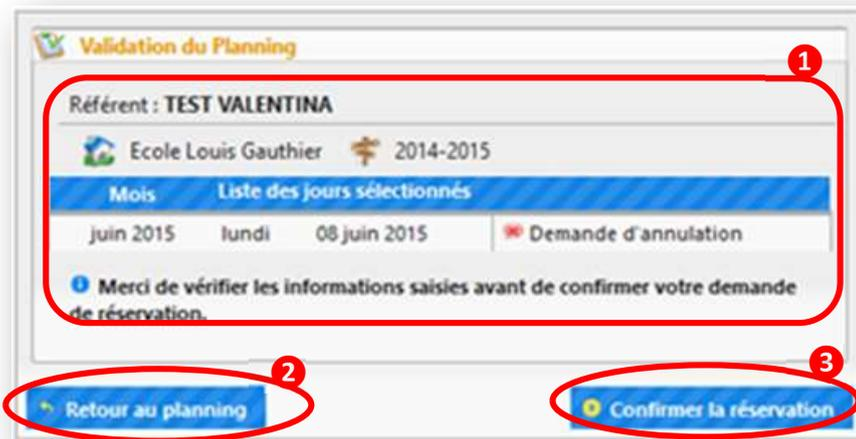 Validation du Planning
1
Référent : TEST VALENTINA
Ecole Louis Gauthier 2014-2015
Mois Liste des jours sélectionnés
juin 2015 lundi 08 juin 2015 Demande d'annulation
Merci de vérifier les informations saisies avant de confirmer votre demande
de réservation.
2
3
Retour au planning Confirmer la réservation